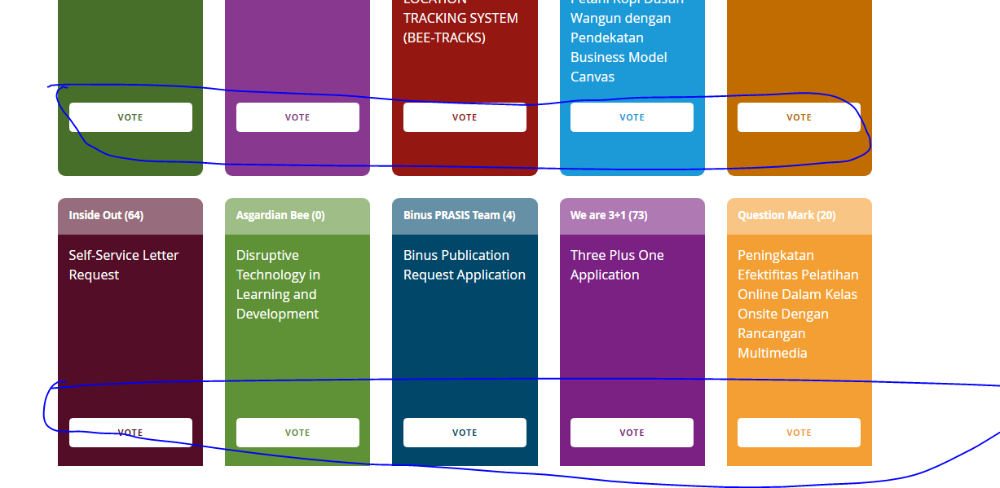 LOCATION
TRACKING SYSTEM
(BEE-TRACKS)
Petani Kopi Dusun
Wangun dengan
Pendekatan
Business Model
Canvas
VOTE
VOTE
VOTE
VOTE
VOTE
Inside Out (64)
Self-Service Letter
Request
VOTE
Asgardian Bee (0)
Disruptive
Technology in
Learning and
Development
VOTE
Binus PRASIS Team (4)
Binus Publication
Request Application
VOTE
We are 3+1 (73)
Three Plus One
Application
VOTE
Question Mark (20)
Peningkatan
Efektifitas Pelatihan
Online Dalam Kelas
Onsite Dengan
Rancangan
Multimedia
VOTE